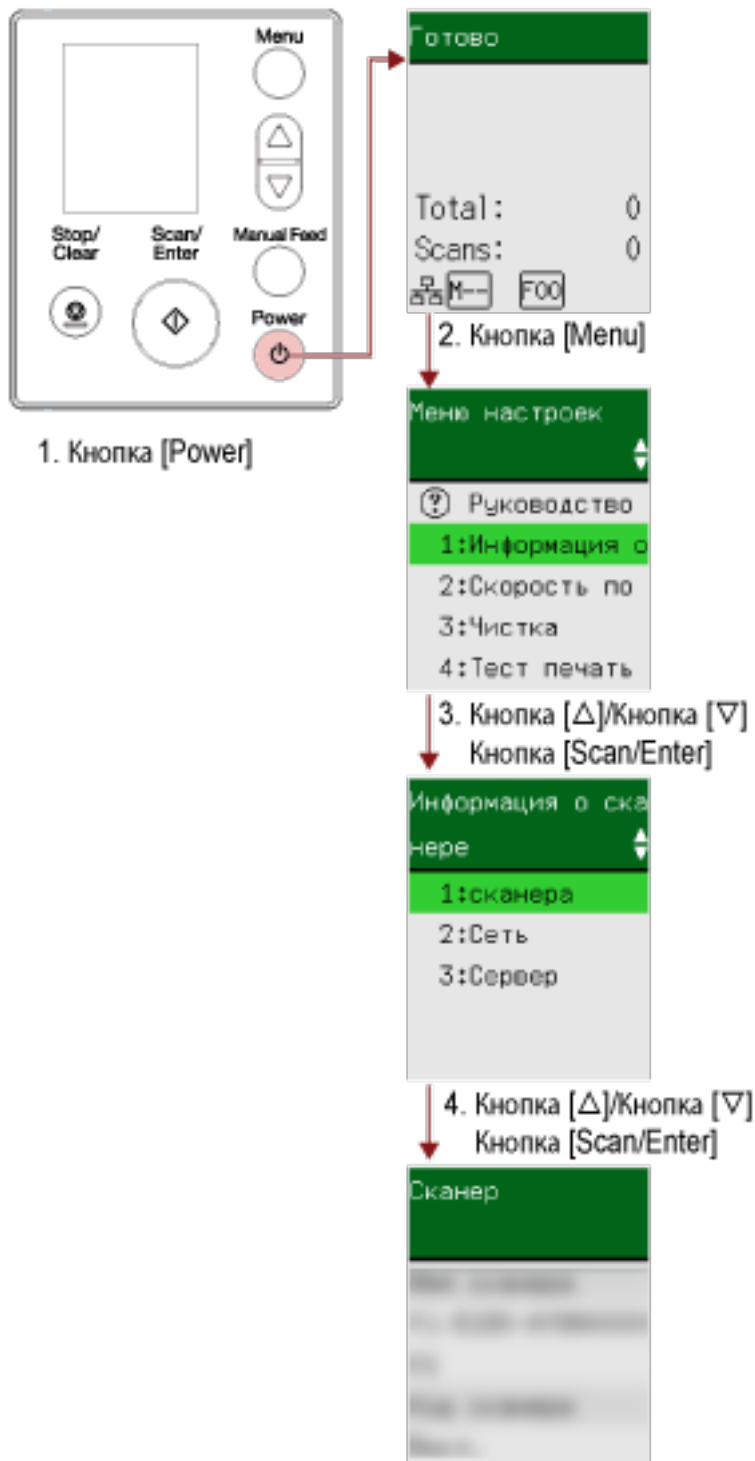 Menu
Stop/
Clear
Scan/
Enter
Manual Feed
Power
1. Кнопка [Power]
Готово
Total: 0
Scans: 0
M-- F00
2. Кнопка [Menu]
Меню настроек
? Руководство
1:Информация о
2:Скорость по
3:Чистка
4:Тест печать
3. Кнопка [△]/Кнопка [▽]
Кнопка [Scan/Enter]
Информация о ска
нере
1:сканера
2:Сеть
3:Сервер
4. Кнопка [△]/Кнопка [▽]
Кнопка [Scan/Enter]
Сканер